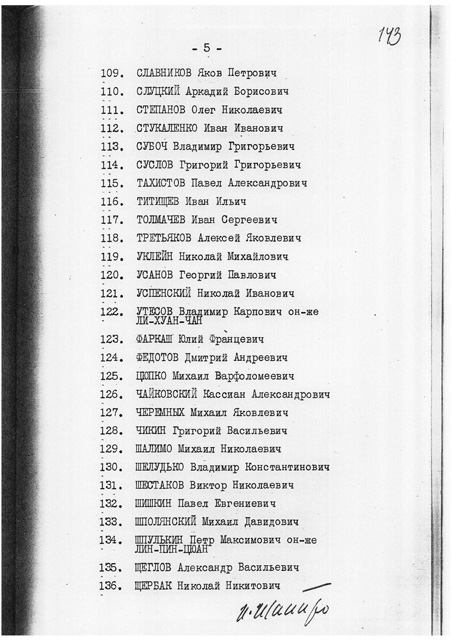 - 5 -
143
109. СЛАВНИКОВ Яков Петрович
110. СЛУЦКИЙ Аркадий Борисович
111. СТЕПАНОВ Олег Николаевич
112. СТУКАЛЕНКО Иван Иванович
113. СУБОЧ Владимир Григорьевич
114. СУСЛОВ Григорий Григорьевич
115. ТАХИСТОВ Павел Александрович
116. ТИТИЩЕВ Иван Ильич
117. ТОЛМАЧЕВ Иван Сергеевич
118. ТРЕТЬЯКОВ Алексей Яковлевич
119. УКЛЕЙН Николай Михайлович
120. УСАНОВ Георгий Павлович
121. УСПЕНСКИЙ Николай Иванович
122. УТЕСОВ Владимир Карпович он-же
ЛИ-ХУАН-ЧАН
123. ФАРКАШ Юлий Францевич
124. ФЕДОТОВ Дмитрий Андреевич
125. ЦЮПКО Михаил Варфоломеевич
126. ЧАЙКОВСКИЙ Кассиан Александрович
127. ЧЕРЕМНЫХ Михаил Яковлевич
128. ЧИКИН Григорий Васильевич
129. ШАЛИМО Михаил Николаевич
130. ШЕЛУДЬКО Владимир Константинович
131. ШЕСТАКОВ Виктор Николаевич
132. ШИШКИН Павел Евгениевич
133. ШПОЛЯНСКИЙ Михаил Давидович
134. ШПУЛЬКИН Петр Максимович он-же
ЛИН-ПИН-ЦЮАН
135. ЩЕГЛОВ Александр Васильевич
136. ЩЕРБАК Николай Никитович
И. Шапиро